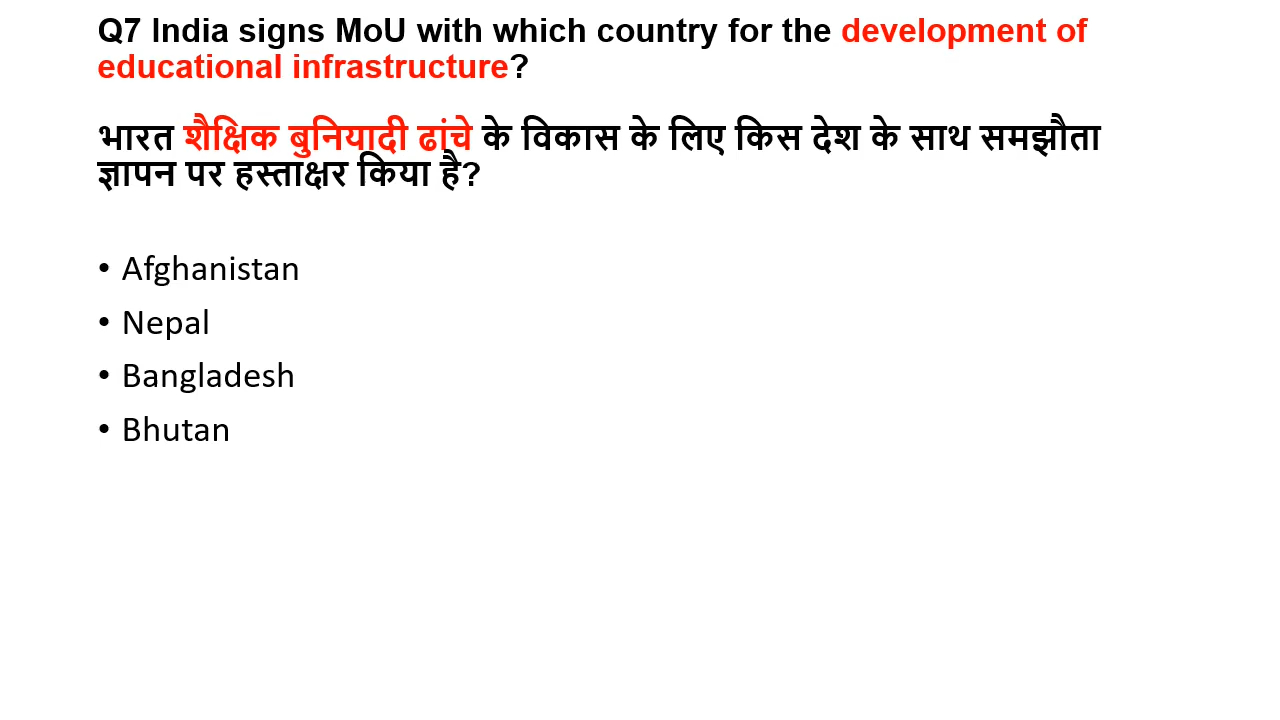 Q7 India signs MoU with which country for the development of
educational infrastructure?
भारत शैक्षिक बुनियादी ढांचे के विकास के लिए किस देश के साथ समझौता
ज्ञापन पर हस्ताक्षर किया है?
• Afghanistan
• Nepal
• Bangladesh
• Bhutan